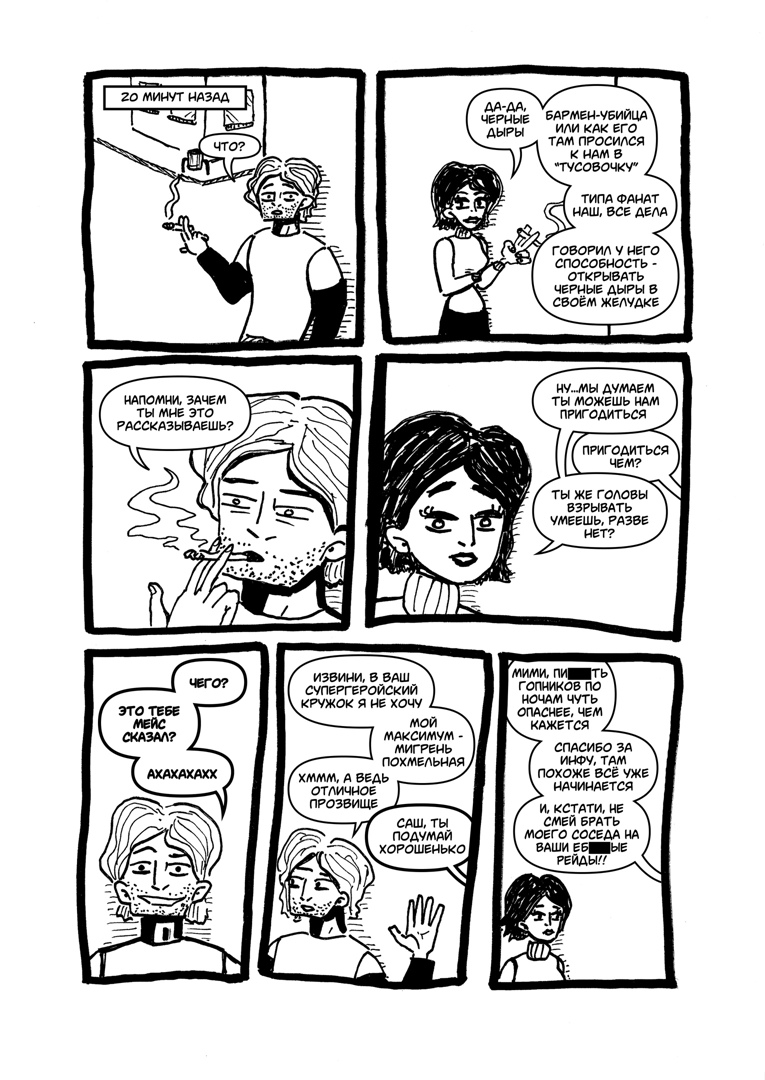 20 МИНУТ НАЗАД
ЧТО?
ДА-ДА,
ЧЕРНЫЕ
ДЫРЫ
БАРМЕН-УБИЙЦА
ИЛИ КАК ЕГО
ТАМ ПРОСИЛСЯ
К НАМ В
"ТУСОВОЧКУ"
ТИПА ФАНАТ
НАШ, ВСЕ ДЕЛА
ГОВОРИЛ У НЕГО
СПОСОБНОСТЬ -
ОТКРЫВАТЬ
ЧЕРНЫЕ ДЫРЫ В
СВОЁМ ЖЕЛУДКЕ
НАПОМНИ, ЗАЧЕМ
ТЫ МНЕ ЭТО
РАССКАЗЫВАЕШЬ?
НУ...МЫ ДУМАЕМ
ТЫ МОЖЕШЬ НАМ
ПРИГОДИТЬСЯ
ПРИГОДИТЬСЯ
ЧЕМ?
ТЫ ЖЕ ГОЛОВЫ
ВЗРЫВАТЬ
УМЕЕШЬ, РАЗВЕ
НЕТ?
ЧЕГО?
ЭТО ТЕБЕ
МЕЙС
СКАЗАЛ?
АХАХАХАХХ
ИЗВИНИ, В ВАШ
СУПЕРГЕРОЙСКИЙ
КРУЖОК Я НЕ ХОЧУ
МОЙ
МАКСИМУМ -
МИГРЕНЬ
ПОХМЕЛЬНАЯ
ХМММ, А ВЕДЬ
ОТЛИЧНОЕ
ПРОЗВИЩЕ
САШ, ТЫ
ПОДУМАЙ
ХОРОШЕНЬКО
МИМИ, ПИ ТЬ
ГОПНИКОВ ПО
НОЧАМ ЧУТЬ
ОПАСНЕЕ, ЧЕМ
КАЖЕТСЯ
СПАСИБО ЗА
ИНФУ, ТАМ
ПОХОЖЕ ВСЁ УЖЕ
НАЧИНАЕТСЯ
И, КСТАТИ, НЕ
СМЕЙ БРАТЬ
МОЕГО СОСЕДА НА
ВАШИ ЕБ ЫЕ
РЕЙДЫ!!